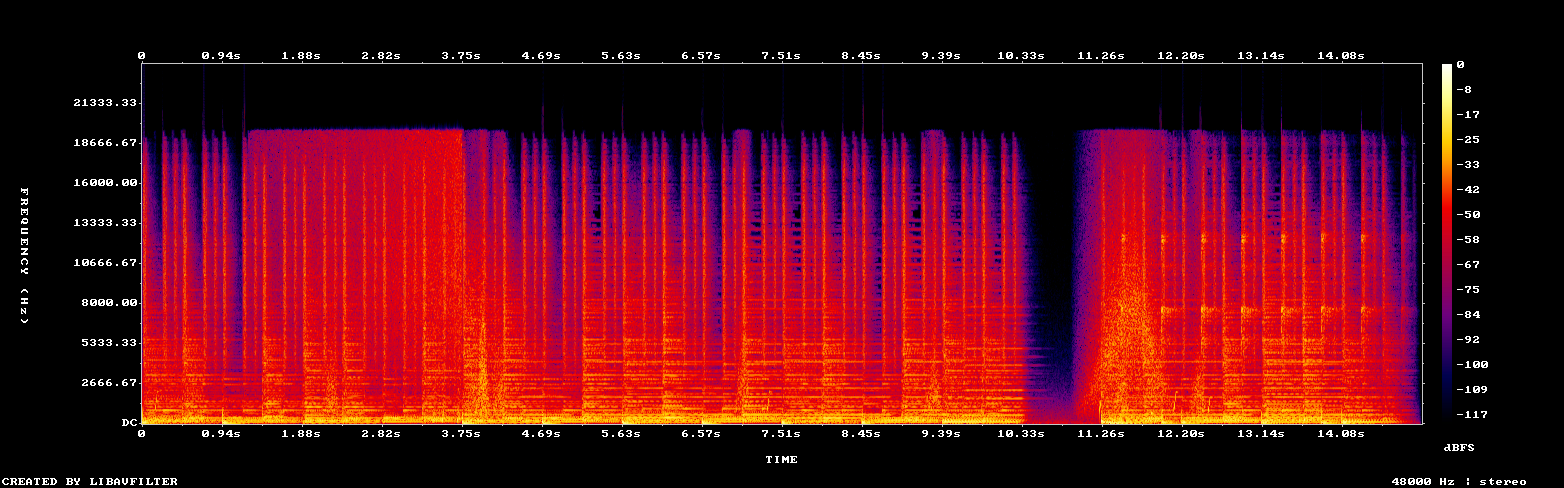 0 0.94s 1.88s 2.82s 3.75s 4.69s 5.63s 6.57s 7.51s 8.45s 9.39s 10.33s 11.26s 12.20s 13.14s 14.08s
21333.33
18666.67
16000.00
13333.33
10666.67
8000.00
5333.33
2666.67
DC
FREQUENCY (Hz)
0
-8
-17
-25
-33
-42
-50
-58
-67
-75
-84
-92
-100
-109
-117
dBFS
0 0.94s 1.88s 2.82s 3.75s 4.69s 5.63s 6.57s 7.51s 8.45s 9.39s 10.33s 11.26s 12.20s 13.14s 14.08s
TIME
CREATED BY LIBAVFILTER
48000 Hz | stereo